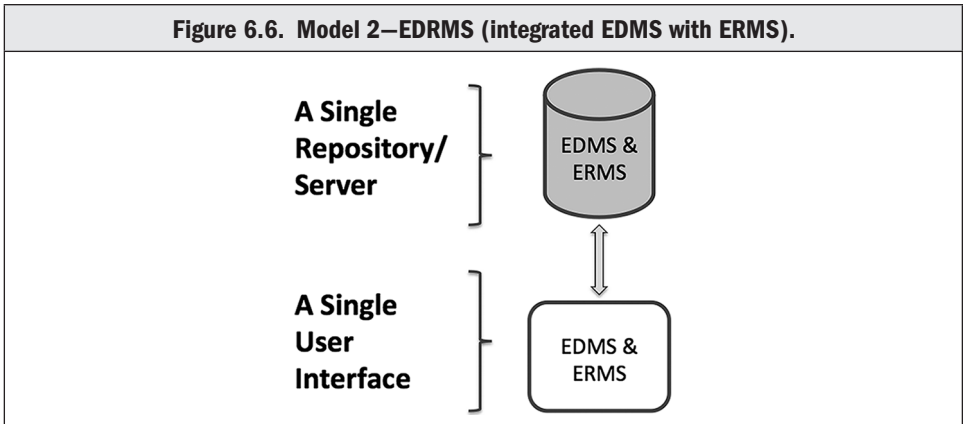 Figure 6.6. Model 2—EDRMS (integrated EDMS with ERMS).
A Single
Repository/
Server
EDMS &
ERMS
A Single
User
Interface
EDMS &
ERMS